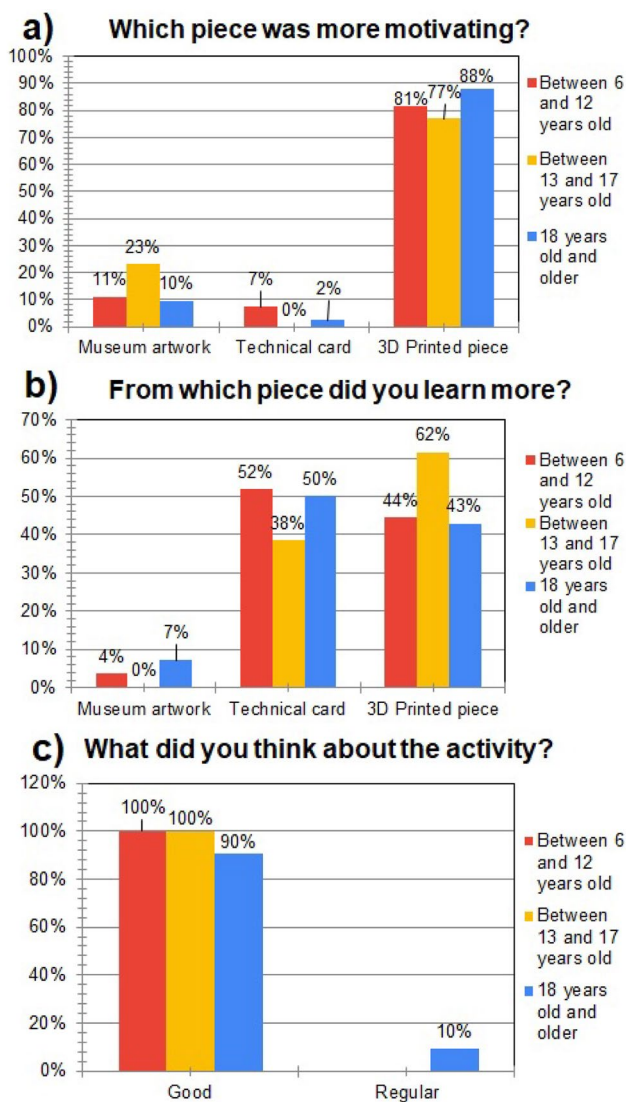 a) Which piece was more motivating?
100%
90%
80%
70%
60%
50%
40%
30%
20%
10%
0%
11%
23%
10%
7%
0%
2%
81%
77%
88%
Museum artwork
Technical card
3D Printed piece
Between 6
and 12
years old
Between
13 and 17
years old
18 years
old and
older
b) From which piece did you learn more?
70%
60%
50%
40%
30%
20%
10%
0%
4%
0%
7%
52%
38%
50%
44%
62%
43%
Museum artwork
Technical card
3D Printed piece
Between 6
and 12
years old
Between
13 and 17
years old
18 years
old and
older
c) What did you think about the activity?
120%
100%
80%
60%
40%
20%
0%
100%
100%
90%
10%
Good
Regular
Between 6
and 12
years old
Between
13 and 17
years old
18 years
old and
older